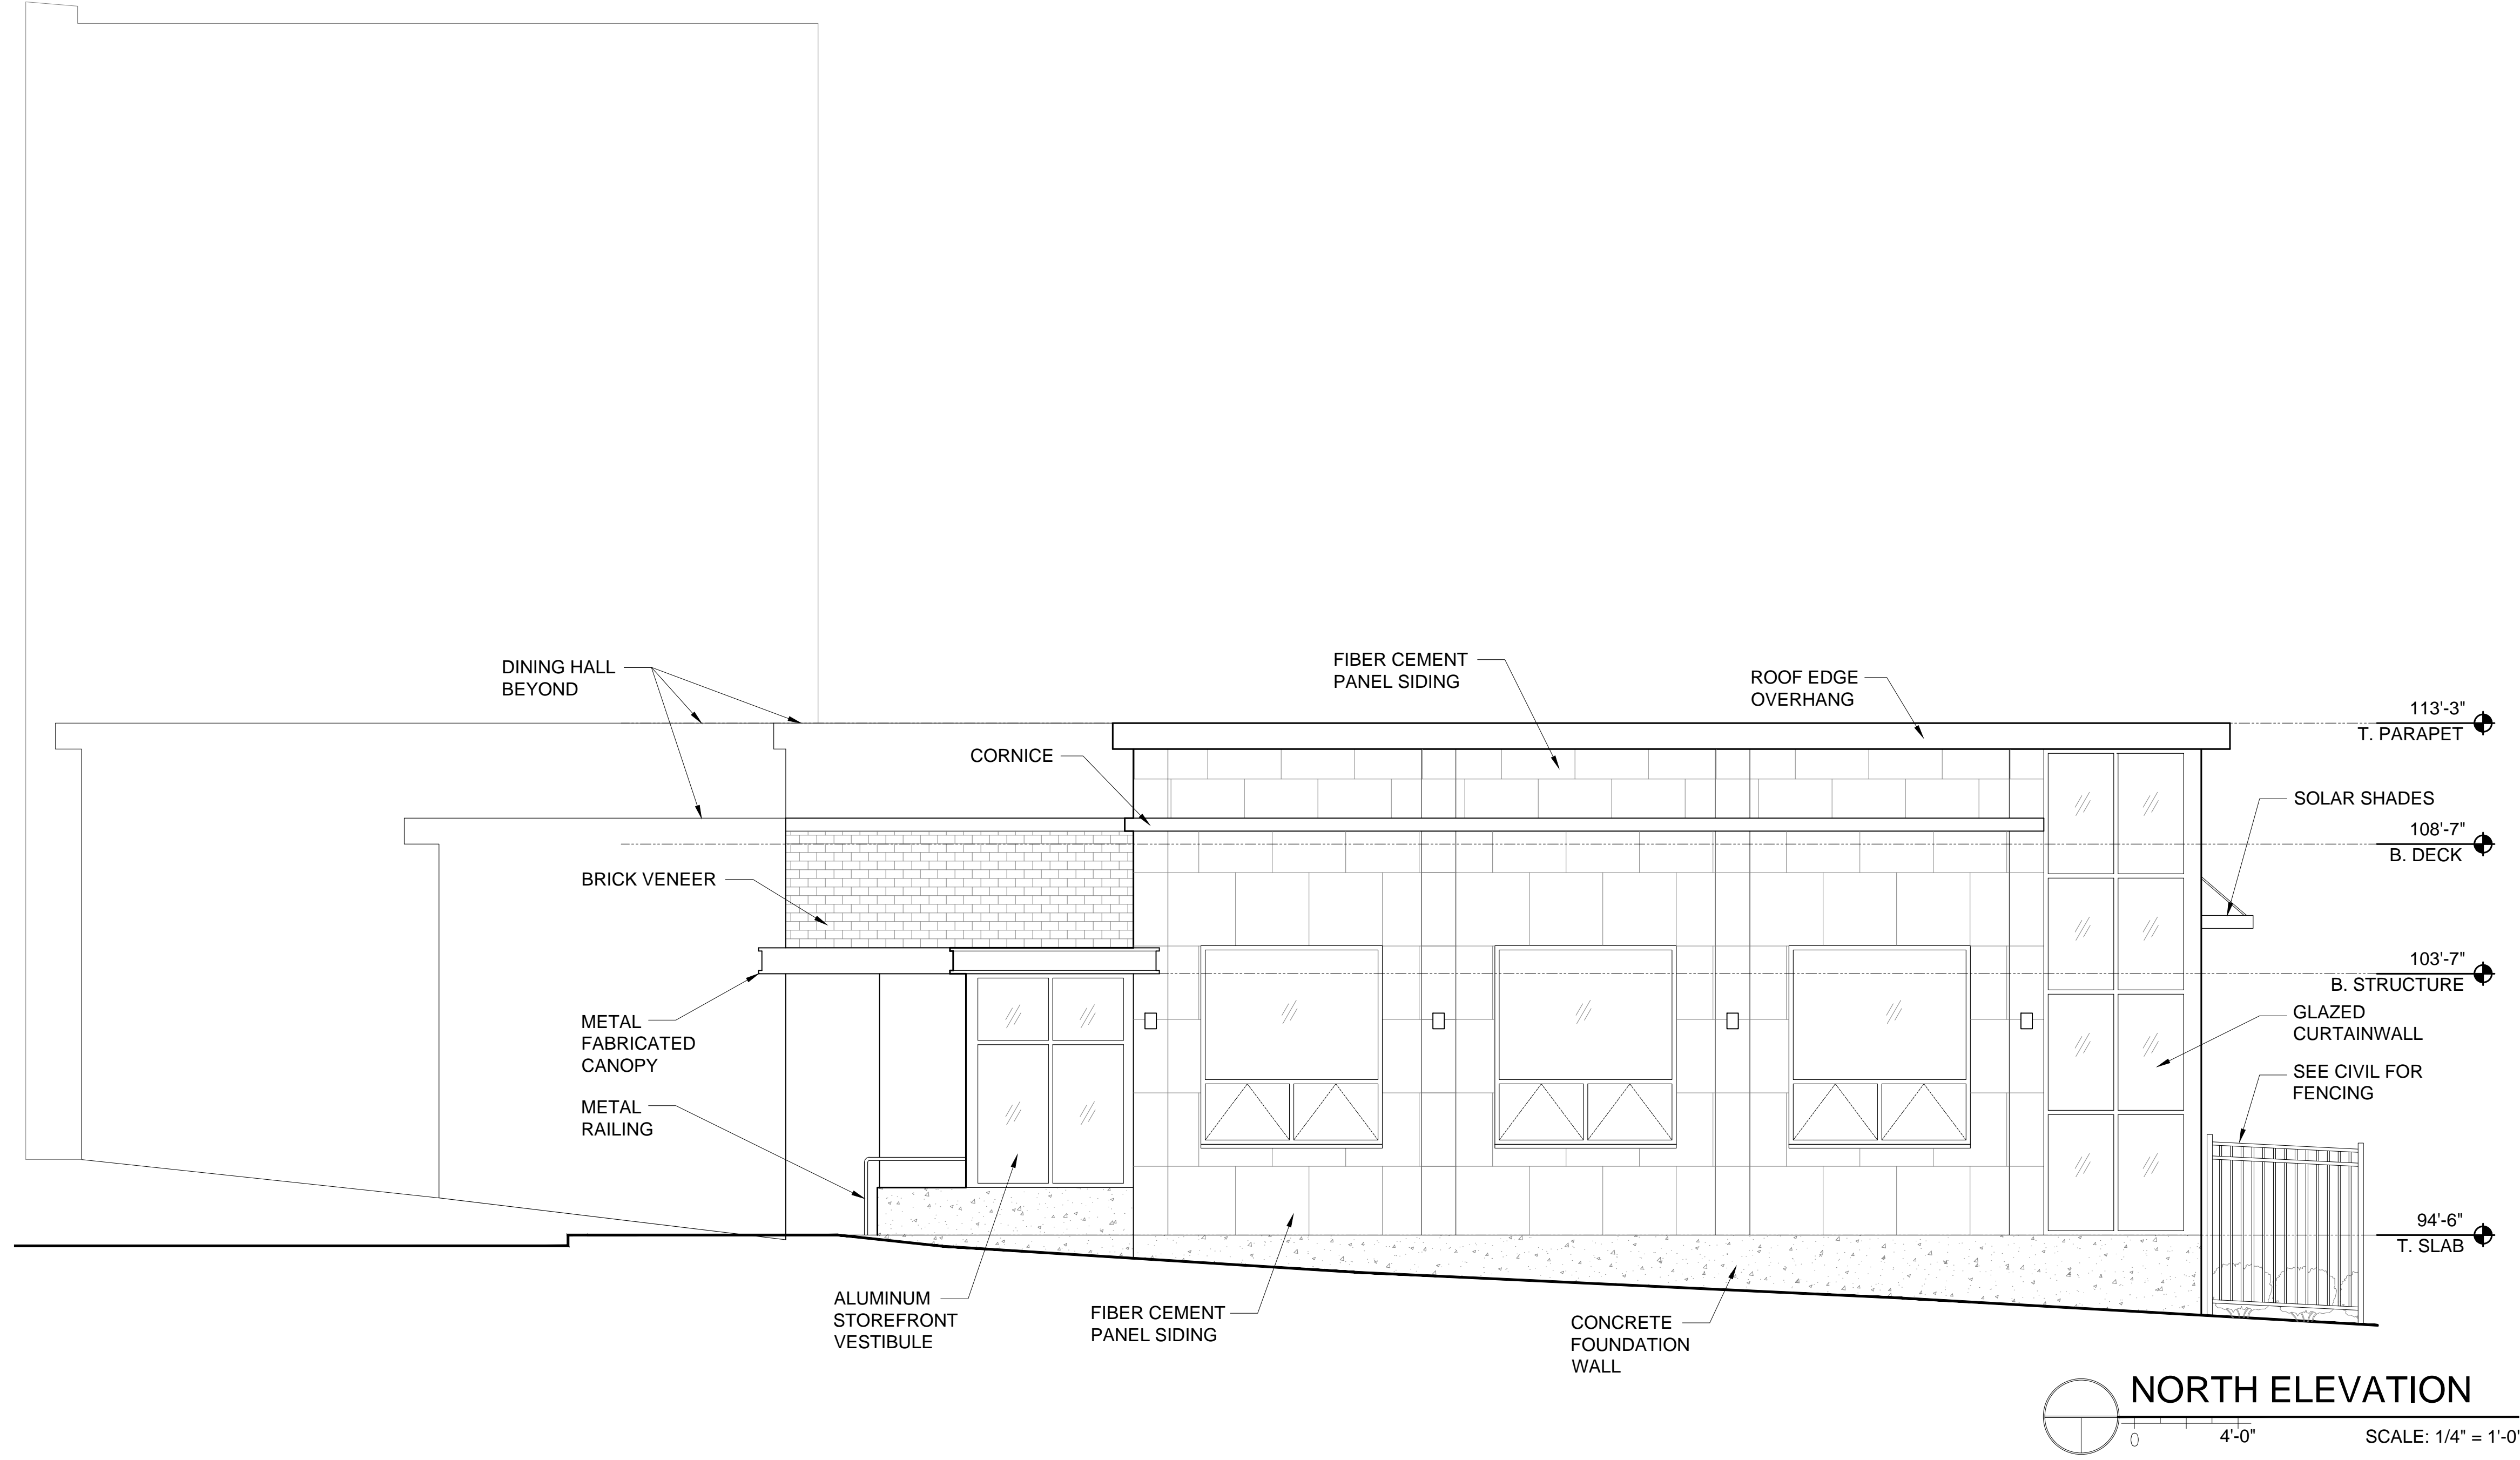 DINING HALL
BEYOND
FIBER CEMENT
PANEL SIDING
ROOF EDGE
OVERHANG
113'-3"
T. PARAPET
CORNICE
SOLAR SHADES
108'-7"
B. DECK
BRICK VENEER
103'-7"
B. STRUCTURE
METAL
FABRICATED
CANOPY
GLAZED
CURTAINWALL
SEE CIVIL FOR
FENCING
METAL
RAILING
94'-6"
T. SLAB
ALUMINUM
STOREFRONT
VESTIBULE
FIBER CEMENT
PANEL SIDING
CONCRETE
FOUNDATION
WALL
NORTH ELEVATION
0
4'-0"
SCALE: 1/4" = 1'-0"